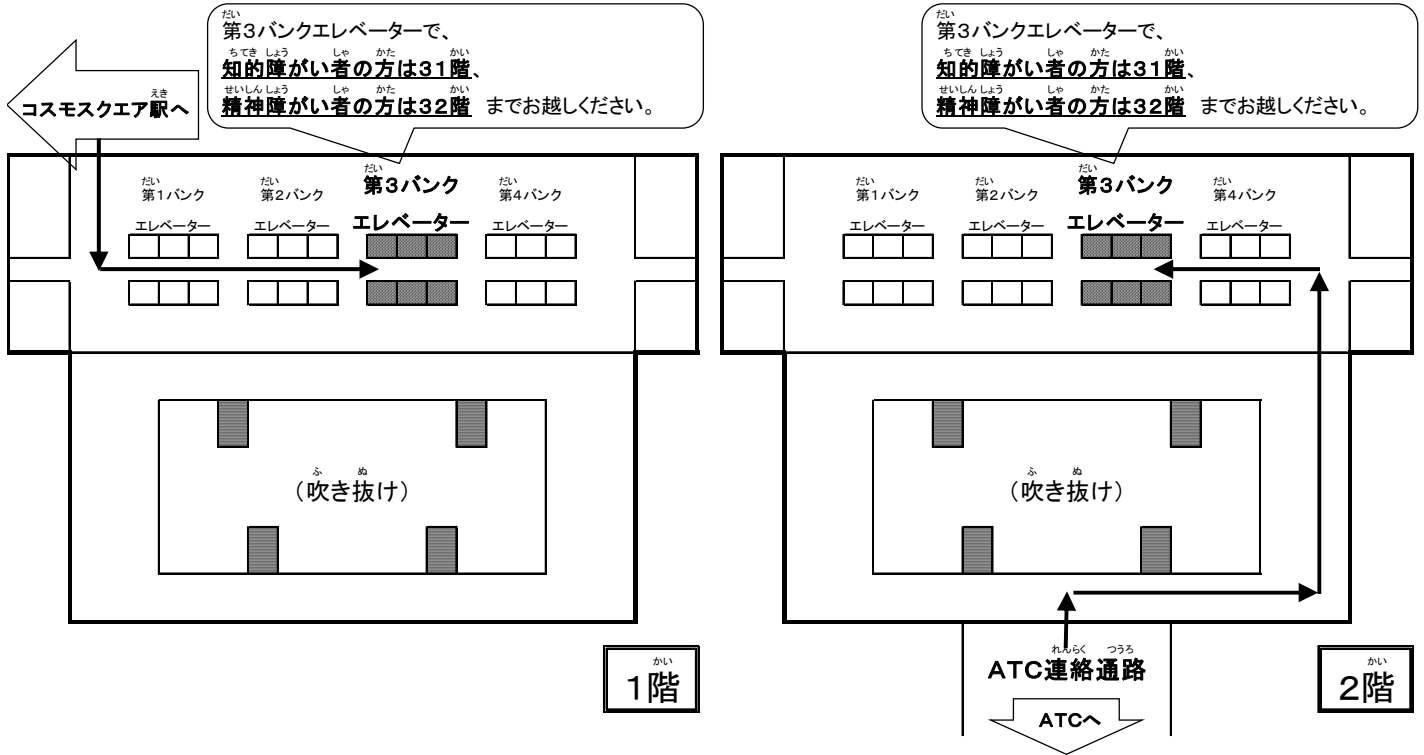 第3バンクエレベーターで、
知的障がい者の方は31階、
精神障がい者の方は32階 までお越しください。
コスモスクエア駅へ
第1バンク
エレベーター
第2バンク
エレベーター
第3バンク
エレベーター
第4バンク
エレベーター
(吹き抜け)
1階
第3バンクエレベーターで、
知的障がい者の方は31階、
精神障がい者の方は32階 までお越しください。
第1バンク
エレベーター
第2バンク
エレベーター
第3バンク
エレベーター
第4バンク
エレベーター
(吹き抜け)
ATC連絡通路
ATCへ
2階